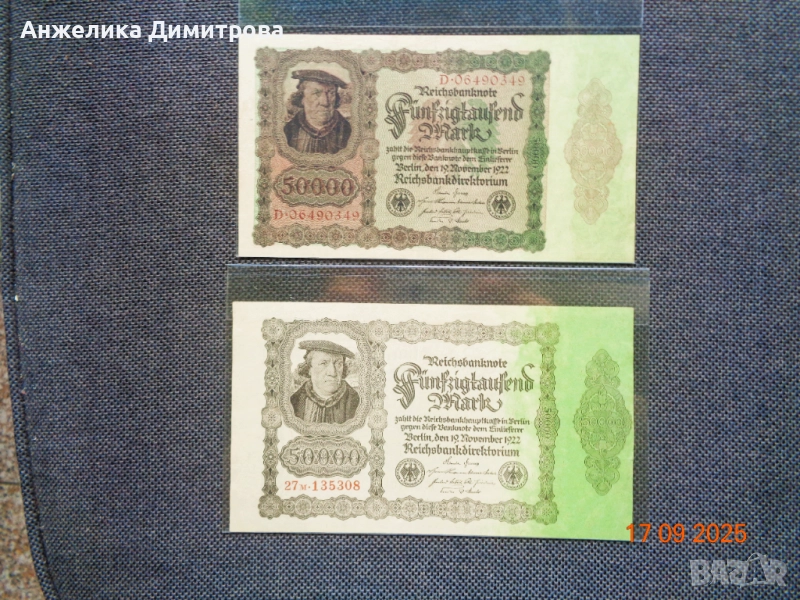 Анжелика Димитрова
D·06490349
Reichsbanknote
Fünfzigtausend
Mark
zahlt die Reichsbankhauptkasse in Berlin
gegen diese Banknote dem Einlieferer
Berlin, den 19. November 1922
Reichsbankdirektorium
50000
D·06490349
Reichsbanknote
Fünfzigtausend
Mark
zahlt die Reichsbankhauptkasse in Berlin
gegen diese Banknote dem Einlieferer
Berlin, den 19. November 1922
Reichsbankdirektorium
50000
27M·135308
17 09 2025
BAZAR